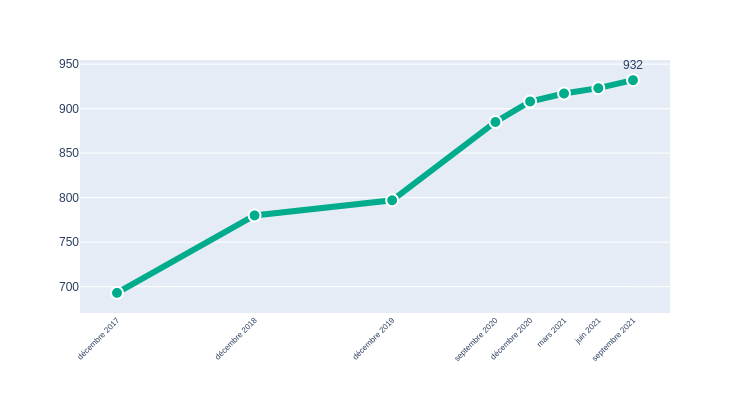 950
932
900
850
800
750
700
décembre 2017
décembre 2018
décembre 2019
septembre 2020
décembre 2020
mars 2021
juin 2021
septembre 2021